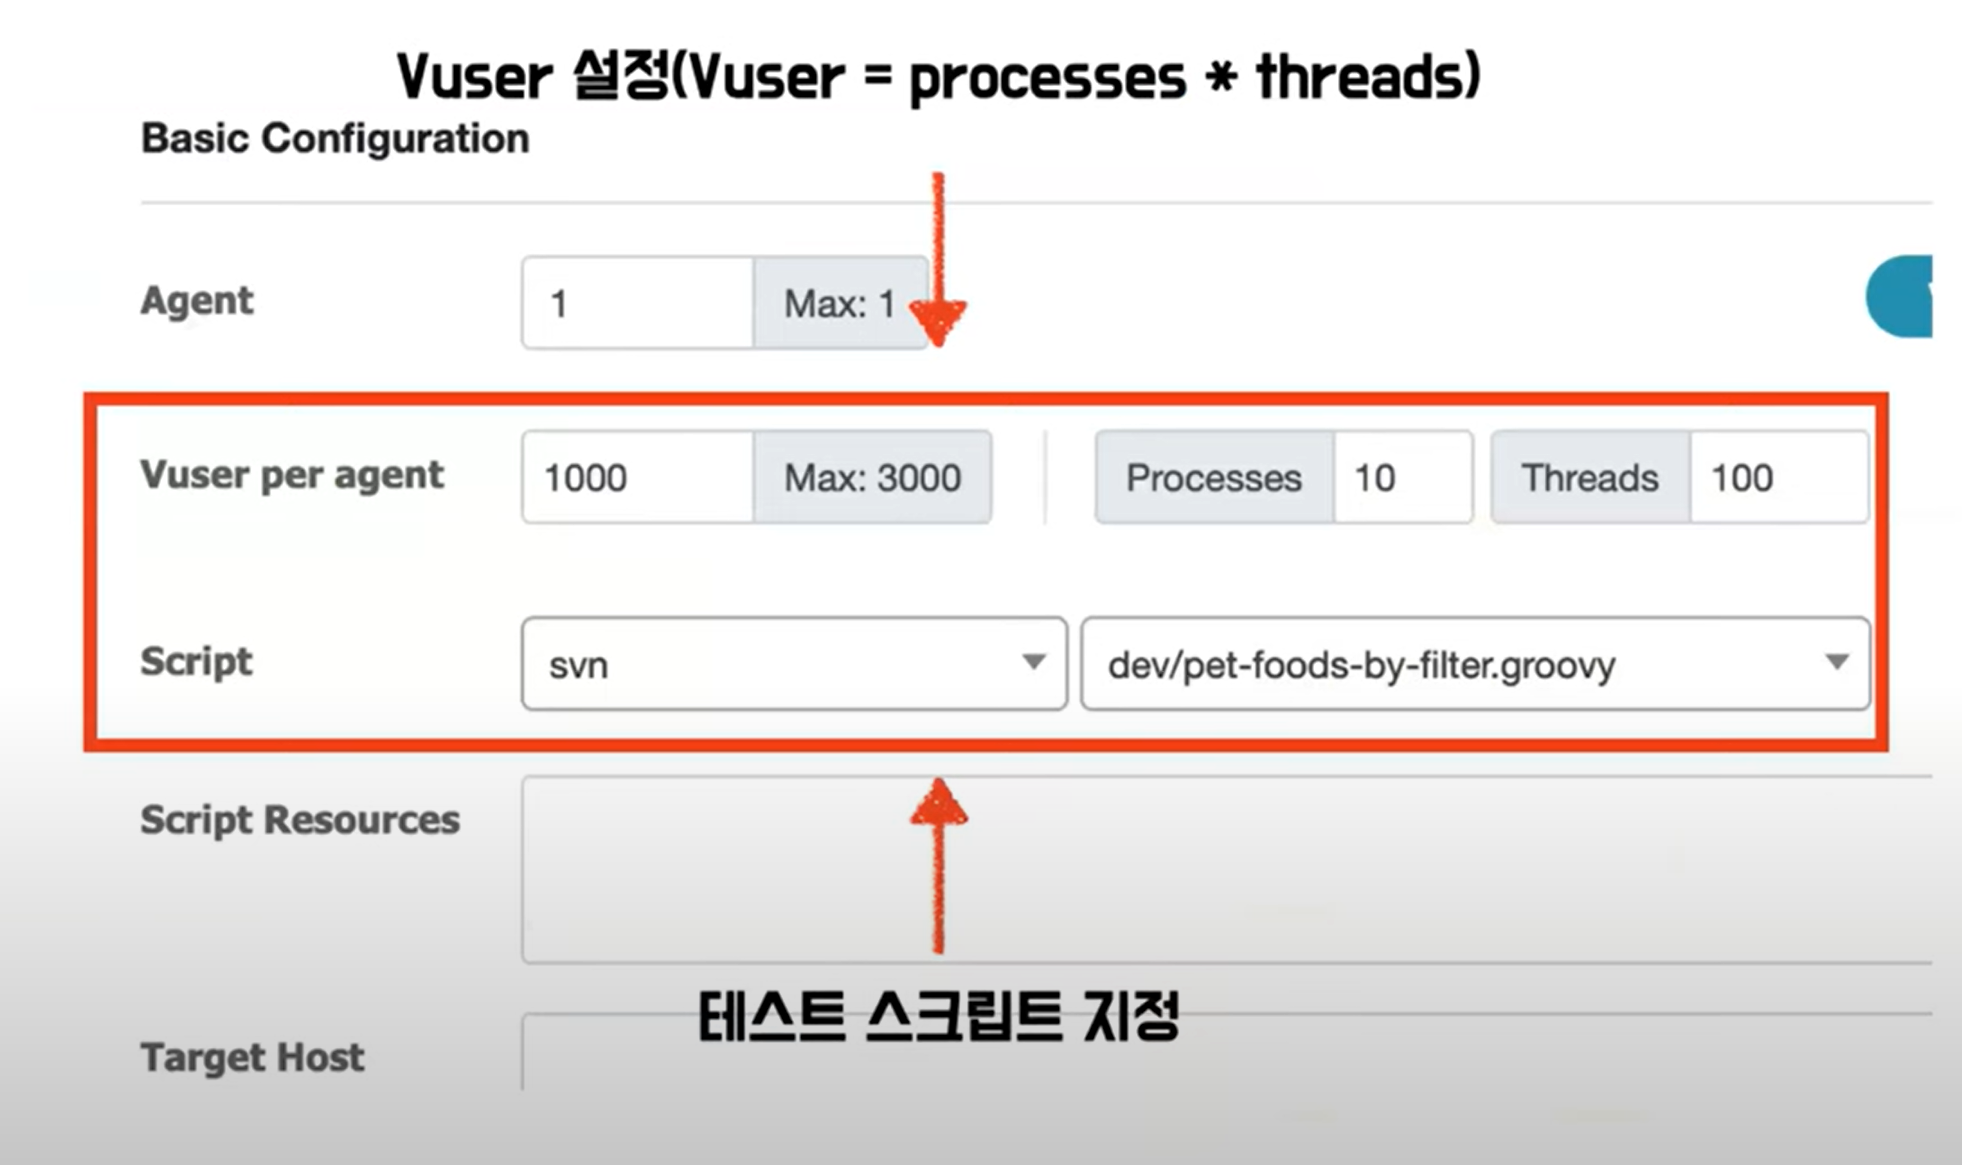 Vuser 설정(Vuser = processes * threads)
Basic Configuration
Agent 1 Max: 1
Vuser per agent 1000 Max: 3000 Processes 10 Threads 100
Script svn dev/pet-foods-by-filter.groovy
Script Resources
테스트 스크립트 지정
Target Host